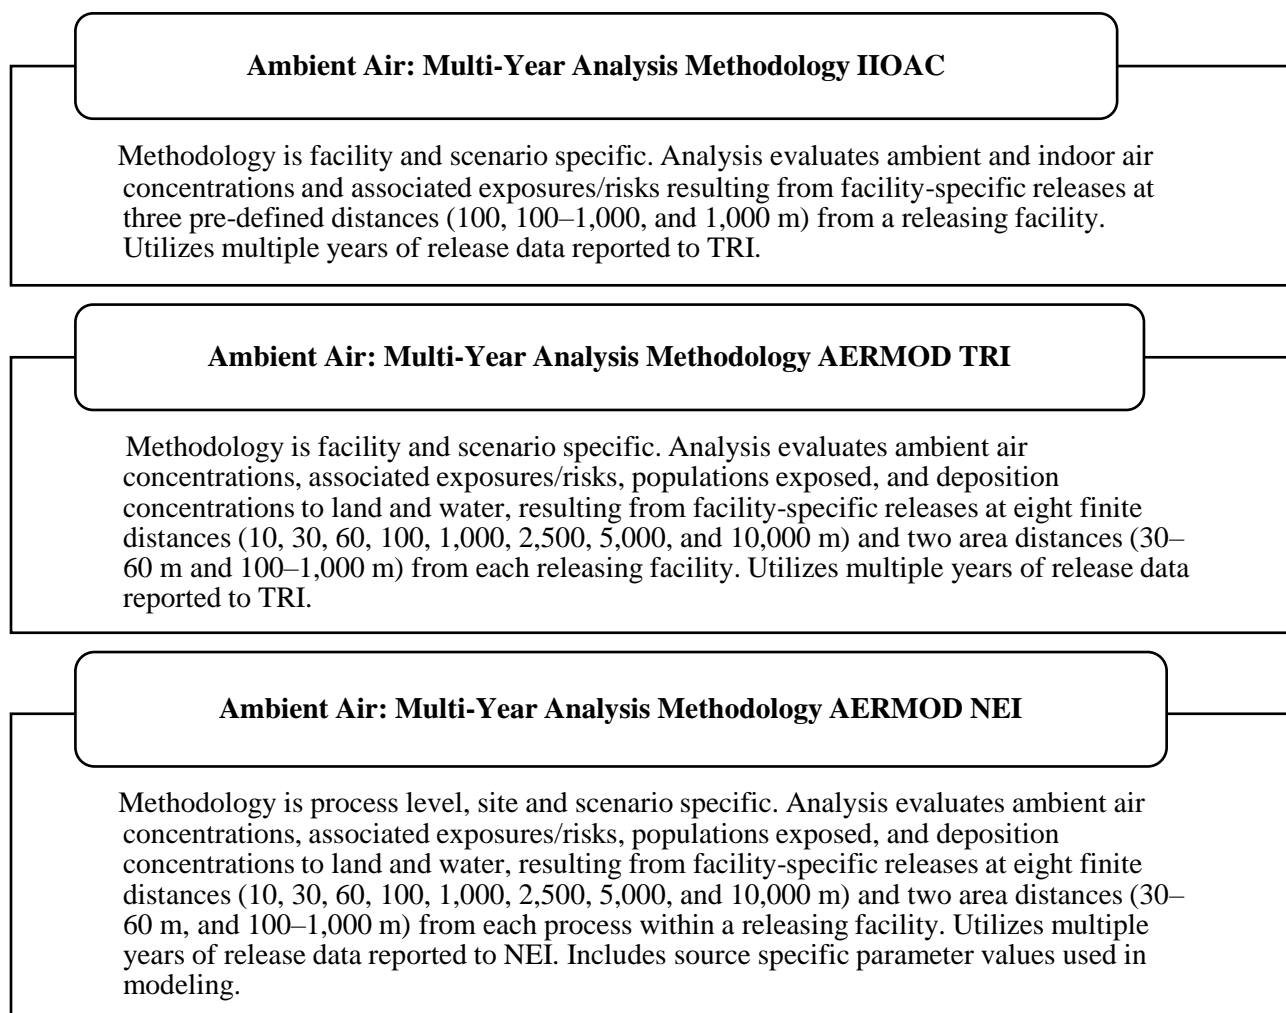 Ambient Air: Multi-Year Analysis Methodology IIOAC
Methodology is facility and scenario specific. Analysis evaluates ambient and indoor air
concentrations and associated exposures/risks resulting from facility-specific releases at
three pre-defined distances (100, 100–1,000, and 1,000 m) from a releasing facility.
Utilizes multiple years of release data reported to TRI.
Ambient Air: Multi-Year Analysis Methodology AERMOD TRI
Methodology is facility and scenario specific. Analysis evaluates ambient air
concentrations, associated exposures/risks, populations exposed, and deposition
concentrations to land and water, resulting from facility-specific releases at eight finite
distances (10, 30, 60, 100, 1,000, 2,500, 5,000, and 10,000 m) and two area distances (30–
60 m and 100–1,000 m) from each releasing facility. Utilizes multiple years of release data
reported to TRI.
Ambient Air: Multi-Year Analysis Methodology AERMOD NEI
Methodology is process level, site and scenario specific. Analysis evaluates ambient air
concentrations, associated exposures/risks, populations exposed, and deposition
concentrations to land and water, resulting from facility-specific releases at eight finite
distances (10, 30, 60, 100, 1,000, 2,500, 5,000, and 10,000 m) and two area distances (30–
60 m, and 100–1,000 m) from each process within a releasing facility. Utilizes multiple
years of release data reported to NEI. Includes source specific parameter values used in
modeling.